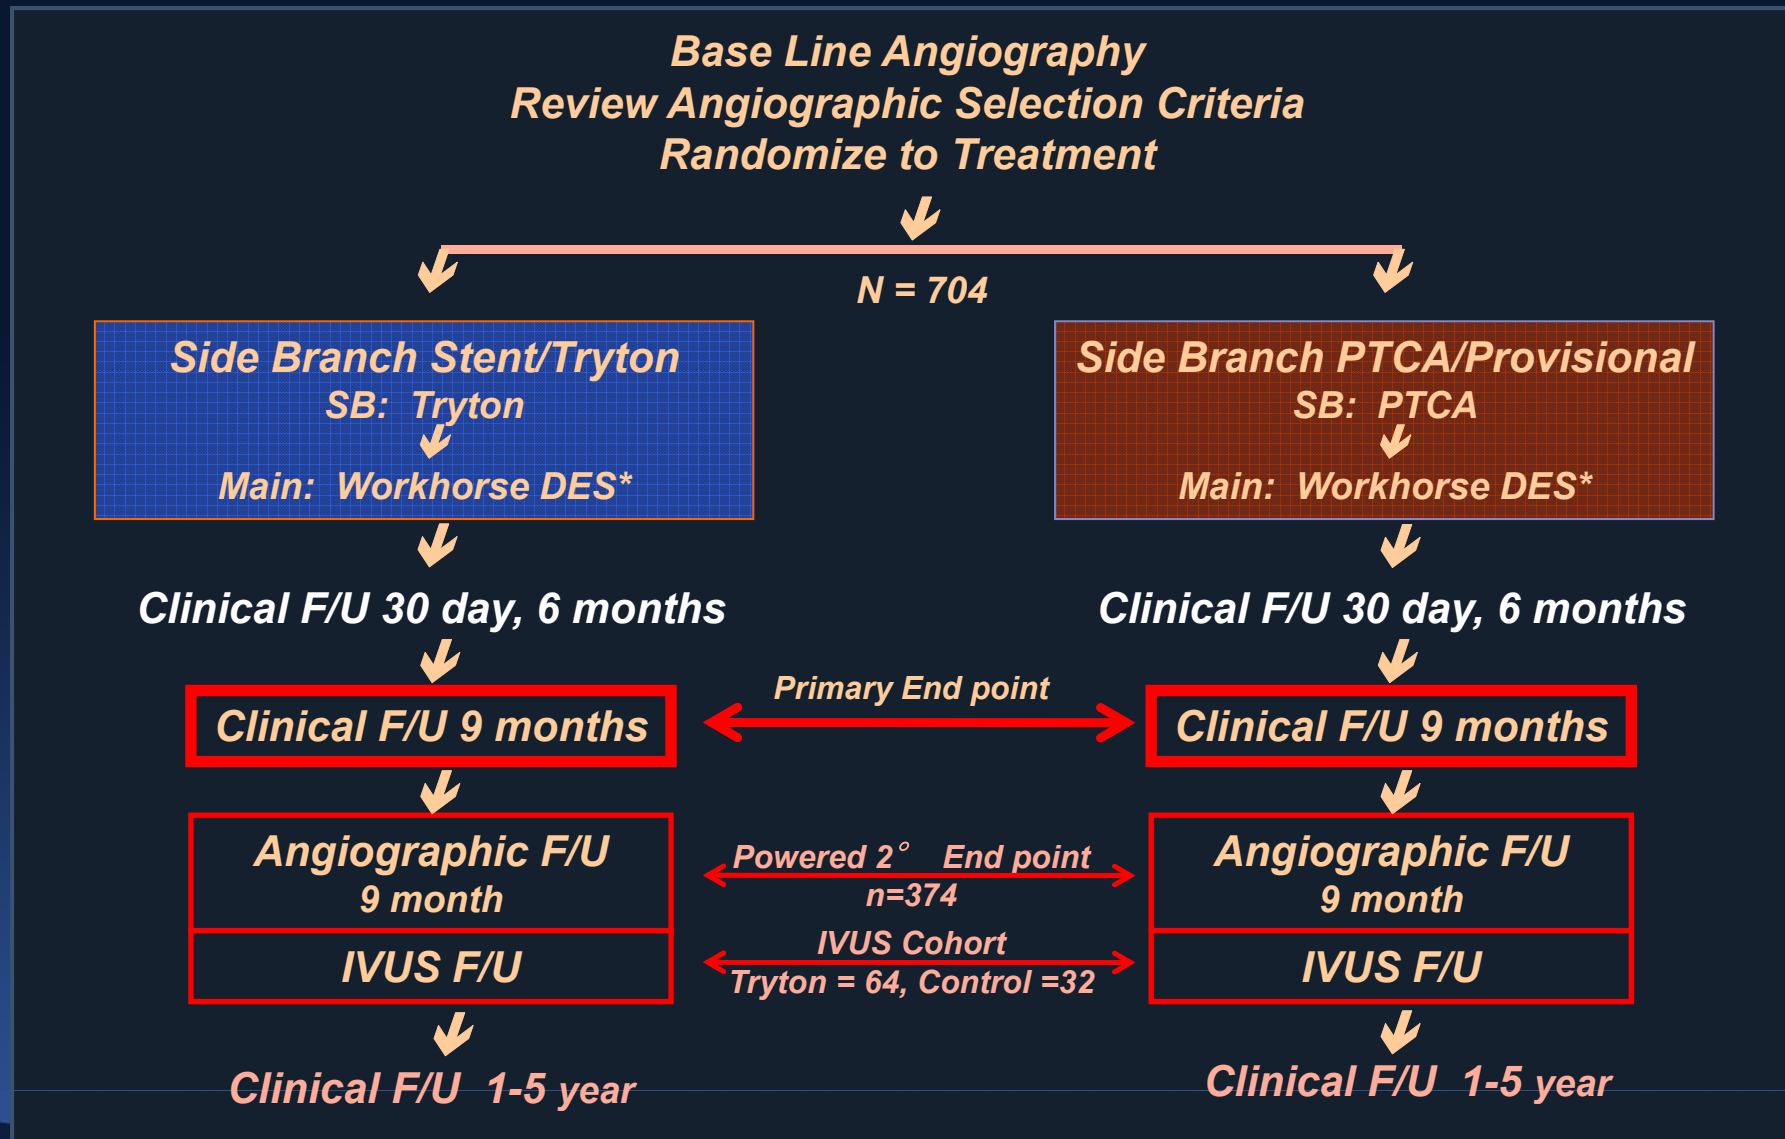 Base Line Angiography
Review Angiographic Selection Criteria
Randomize to Treatment
N = 704
Side Branch Stent/Tryton
SB: Tryton
Main: Workhorse DES*
Side Branch PTCA/Provisional
SB: PTCA
Main: Workhorse DES*
Clinical F/U 30 day, 6 months
Clinical F/U 30 day, 6 months
Clinical F/U 9 months
Primary End point
Clinical F/U 9 months
Angiographic F/U
9 month
Powered 2° End point
n=374
Angiographic F/U
9 month
IVUS F/U
IVUS Cohort
Tryton = 64, Control =32
IVUS F/U
Clinical F/U 1-5 year
Clinical F/U 1-5 year